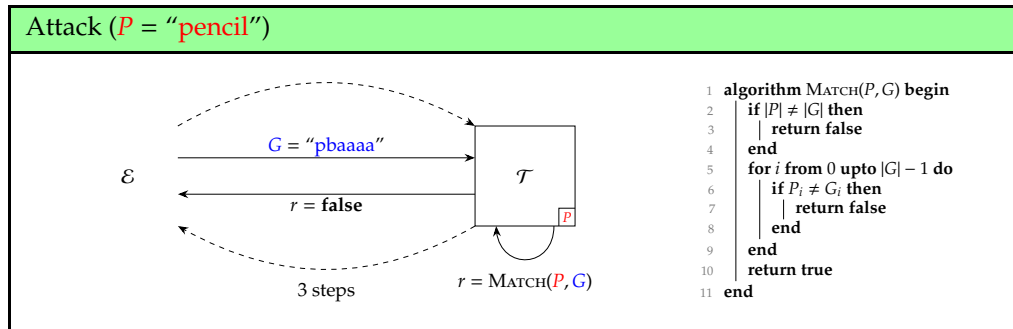 Attack (P = “pencil”)
G = “pbaaaa”
ℰ
𝒯
r = false
P
3 steps
r = Match(P, G)
1 algorithm Match(P, G) begin
2 if |P| ≠ |G| then
3 return false
4 end
5 for i from 0 upto |G| − 1 do
6 if Pᵢ ≠ Gᵢ then
7 return false
8 end
9 end
10 return true
11 end